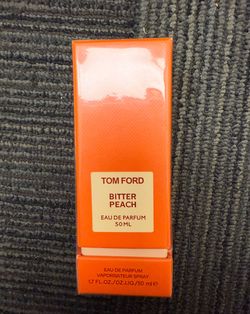 TOM FORD
BITTER
PEACH
EAU DE PARFUM
50 ML
EAU DE PARFUM
VAPORISATEUR SPRAY
1.7 FL.OZ./OZ.LIQ/50 ml e